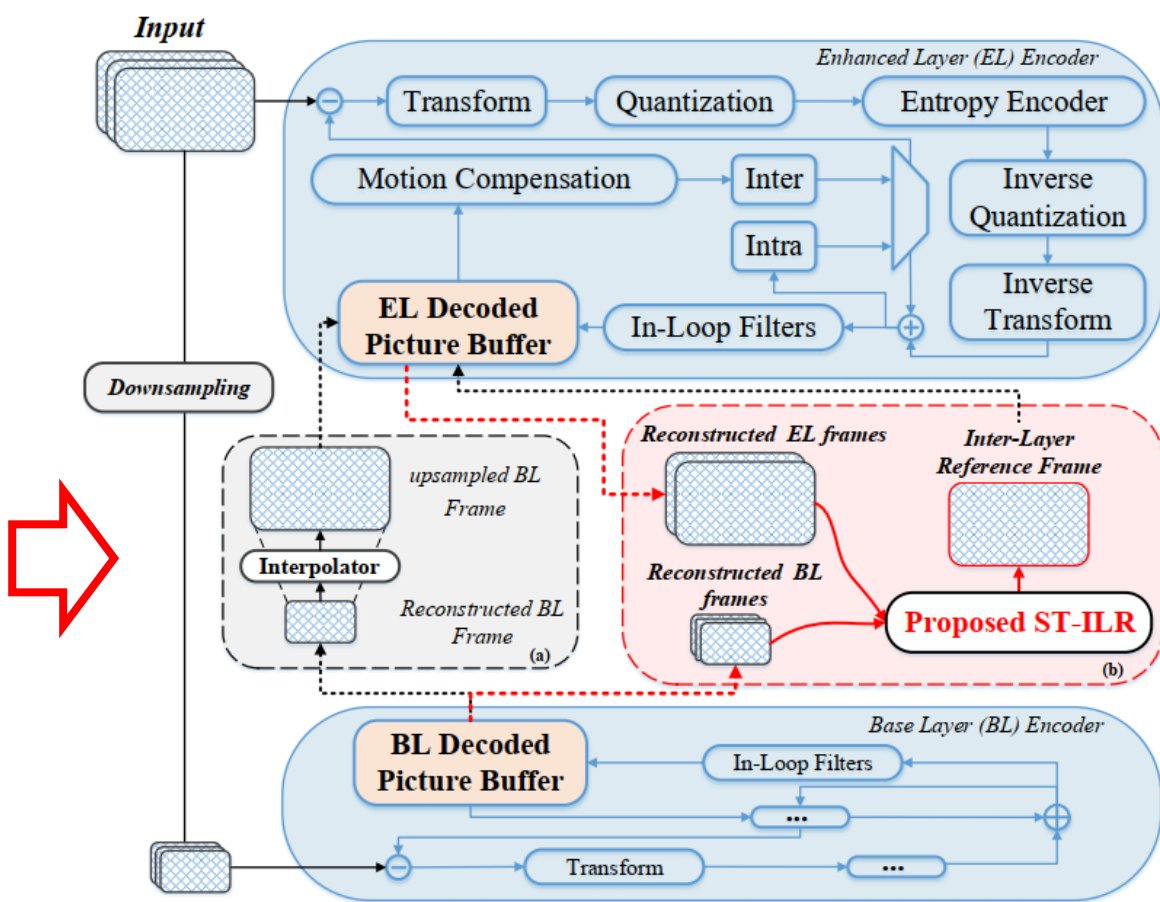 Input
Enhanced Layer (EL) Encoder
Transform
Quantization
Entropy Encoder
Motion Compensation
Inter
Inverse
Quantization
Intra
Inverse
Transform
EL Decoded
Picture Buffer
In-Loop Filters
Downsampling
upsampled BL
Frame
Interpolator
Reconstructed BL
Frame
(a)
Reconstructed EL frames
Inter-Layer
Reference Frame
Reconstructed BL
frames
Proposed ST-ILR
(b)
Base Layer (BL) Encoder
BL Decoded
Picture Buffer
In-Loop Filters
...
Transform
...